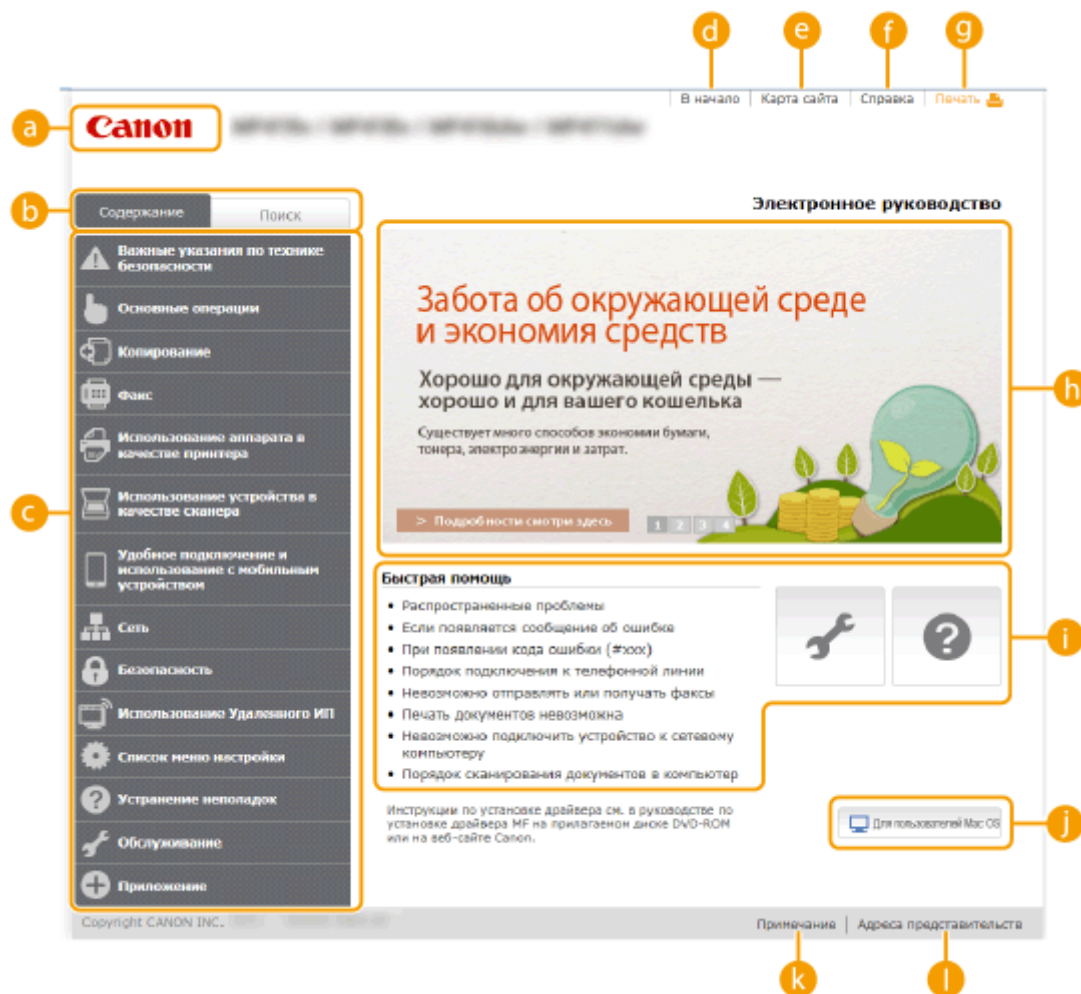 d
e
f
g
В начало
Карта сайта
Справка
Печать
a
Canon
b
Содержание
Поиск
Электронное руководство
c
Важные указания по технике
безопасности
Основные операции
Копирование
Факс
Использование аппарата в
качестве принтера
Использование устройства в
качестве сканера
Удобное подключение и
использование с мобильным
устройством
Сеть
Безопасность
Использование Удаленного ИП
Список меню настройки
Устранение неполадок
Обслуживание
Приложение
Забота об окружающей среде
и экономия средств
Хорошо для окружающей среды —
хорошо и для вашего кошелька
Существует много способов экономии бумаги,
тонера, электроэнергии и затрат.
> Подробности смотри здесь
1 2 3 4
h
Быстрая помощь
• Распространенные проблемы
• Если появляется сообщение об ошибке
• При появлении кода ошибки (#xxx)
• Порядок подключения к телефонной линии
• Невозможно отправлять или получать факсы
• Печать документов невозможна
• Невозможно подключить устройство к сетевому
компьютеру
• Порядок сканирования документов в компьютер
?
i
Инструкции по установке драйвера см. в руководстве по
установке драйвера MF на прилагаемом диске DVD-ROM
или на веб-сайте Canon.
Для пользователей Mac OS
j
Copyright CANON INC.
Примечание
Адреса представительств
k
l